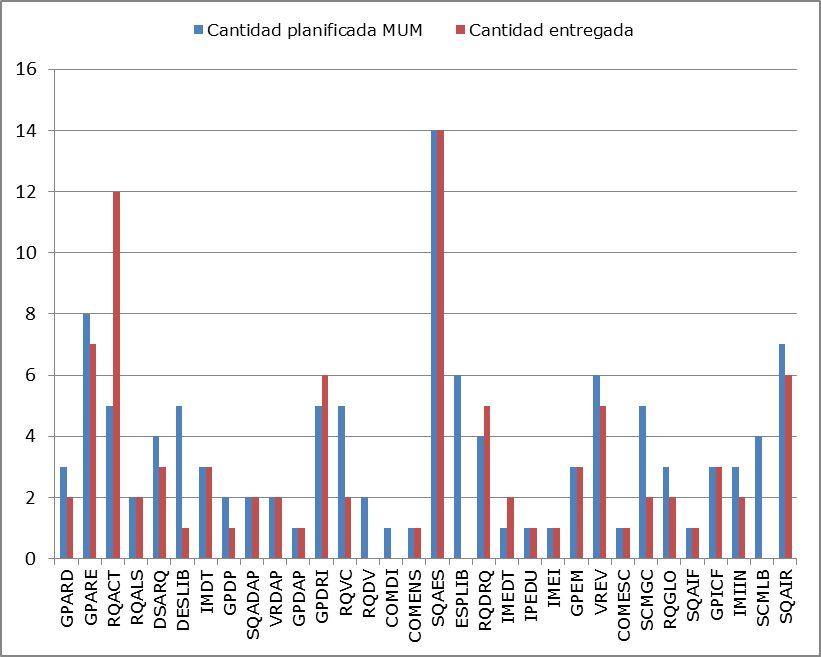 Cantidad planificada MUM
Cantidad entregada
16
14
12
10
8
6
4
2
0
GPARD
GPARE
RQACT
RQALS
DSARQ
DESLIB
IMDT
GPDP
SQADAP
VRDAP
GPDAP
GPDRI
RQVC
RQDV
COMDI
COMENS
SQAES
ESPLIB
RQDRQ
IMEDT
IPEDU
IMEI
GPEM
VREV
COMESC
SCMGC
RQGLO
SQAIF
GPICF
IMIIN
SCMLB
SQAIR